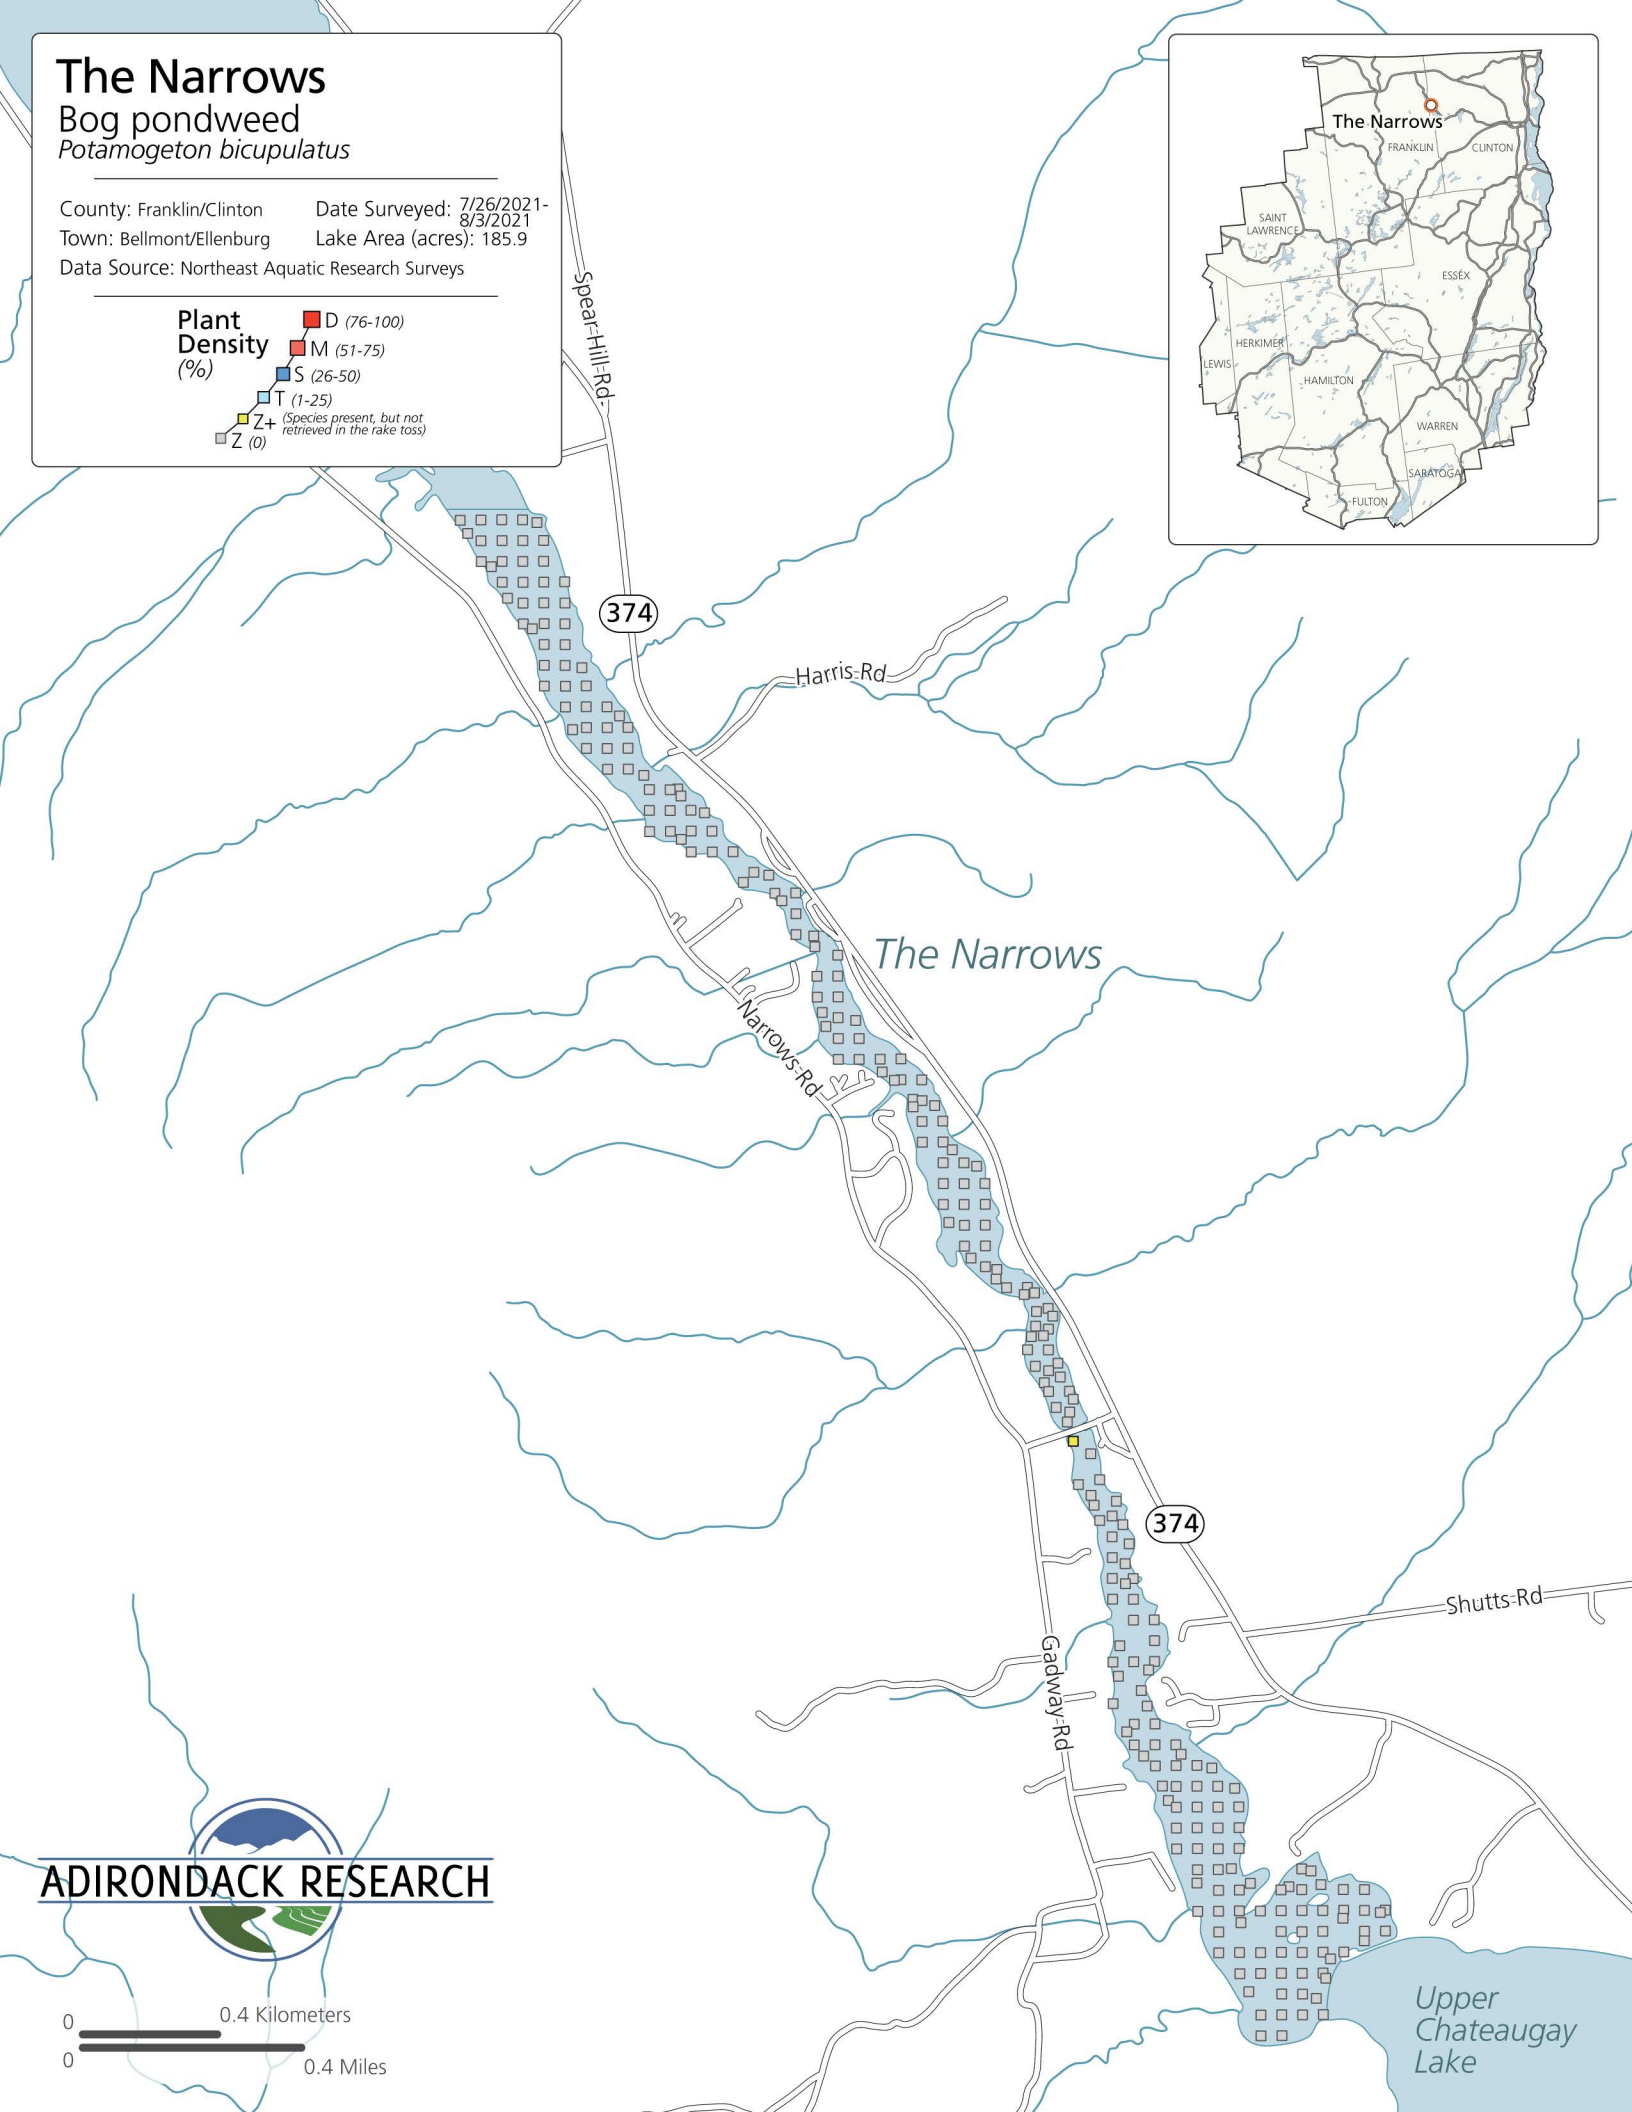 The Narrows
Bog pondweed
Potamogeton bicupulatus
County: Franklin/Clinton
Date Surveyed: 7/26/2021-
8/3/2021
Town: Bellmont/Ellenburg
Lake Area (acres): 185.9
Data Source: Northeast Aquatic Research Surveys
Plant
Density
(%)
D (76-100)
M (51-75)
S (26-50)
T (1-25)
Z+ (Species present, but not
retrieved in the rake toss)
Z (0)
The Narrows
FRANKLIN
CLINTON
SAINT
LAWRENCE
ESSEX
HERKIMER
LEWIS
HAMILTON
WARREN
SARATOGA
FULTON
Spear-Hill-Rd
374
Harris-Rd
The Narrows
Narrows-Rd
374
Shutts-Rd
Gadway-Rd
ADIRONDACK RESEARCH
0
0.4 Kilometers
0
0.4 Miles
Upper
Chateaugay
Lake